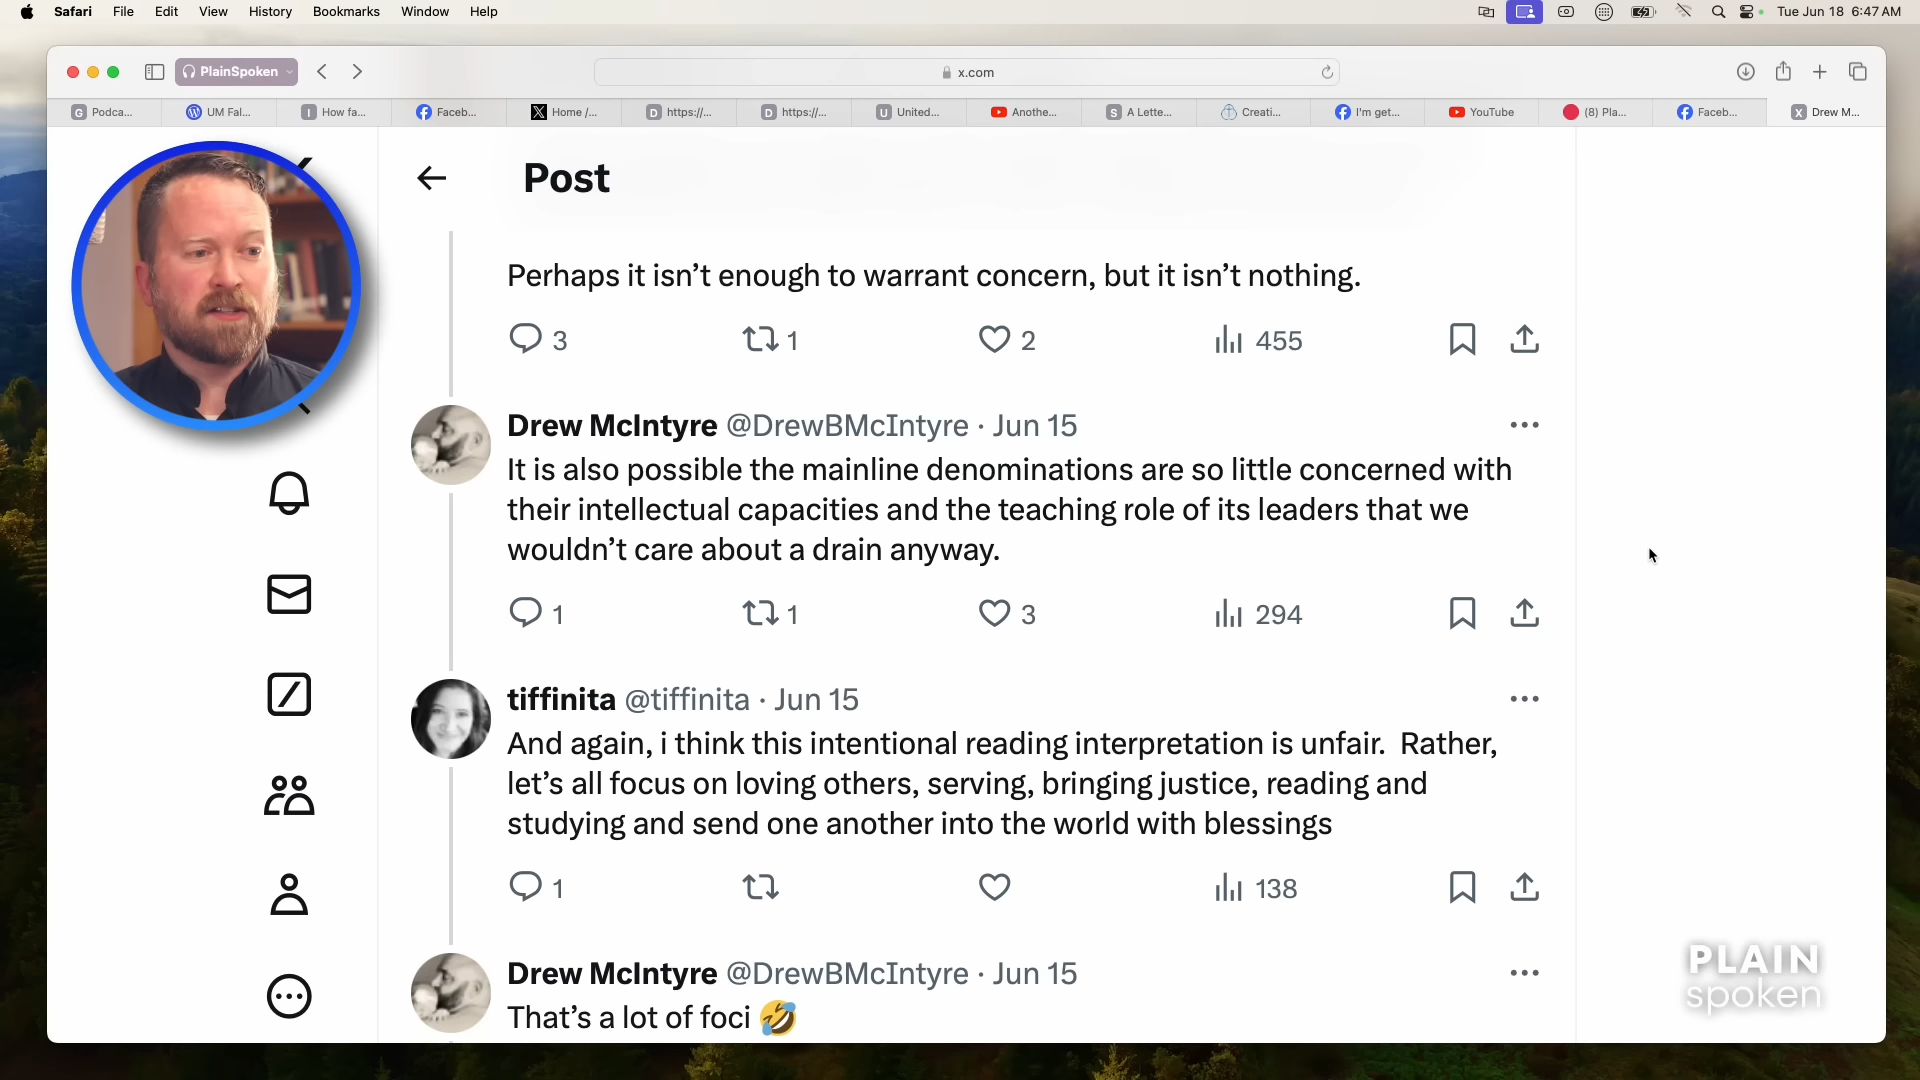 Safari File Edit View History Bookmarks Window Help Tue Jun 18 6:47 AM
PlainSpoken x.com
G Podca... UM Fal... I How fa... Faceb... Home /... D https://... D https://... U United... Anothe... S A Lette... Creati... I'm get... YouTube (8) Pla... Faceb... X Drew M...
Post
Perhaps it isn’t enough to warrant concern, but it isn’t nothing.
3 1 2 455
Drew McIntyre @DrewBMcIntyre · Jun 15
It is also possible the mainline denominations are so little concerned with
their intellectual capacities and the teaching role of its leaders that we
wouldn’t care about a drain anyway.
1 1 3 294
tiffinita @tiffinita · Jun 15
And again, i think this intentional reading interpretation is unfair.  Rather,
let’s all focus on loving others, serving, bringing justice, reading and
studying and send one another into the world with blessings
1 138
Drew McIntyre @DrewBMcIntyre · Jun 15
That’s a lot of foci 🤣
PLAIN
spoken